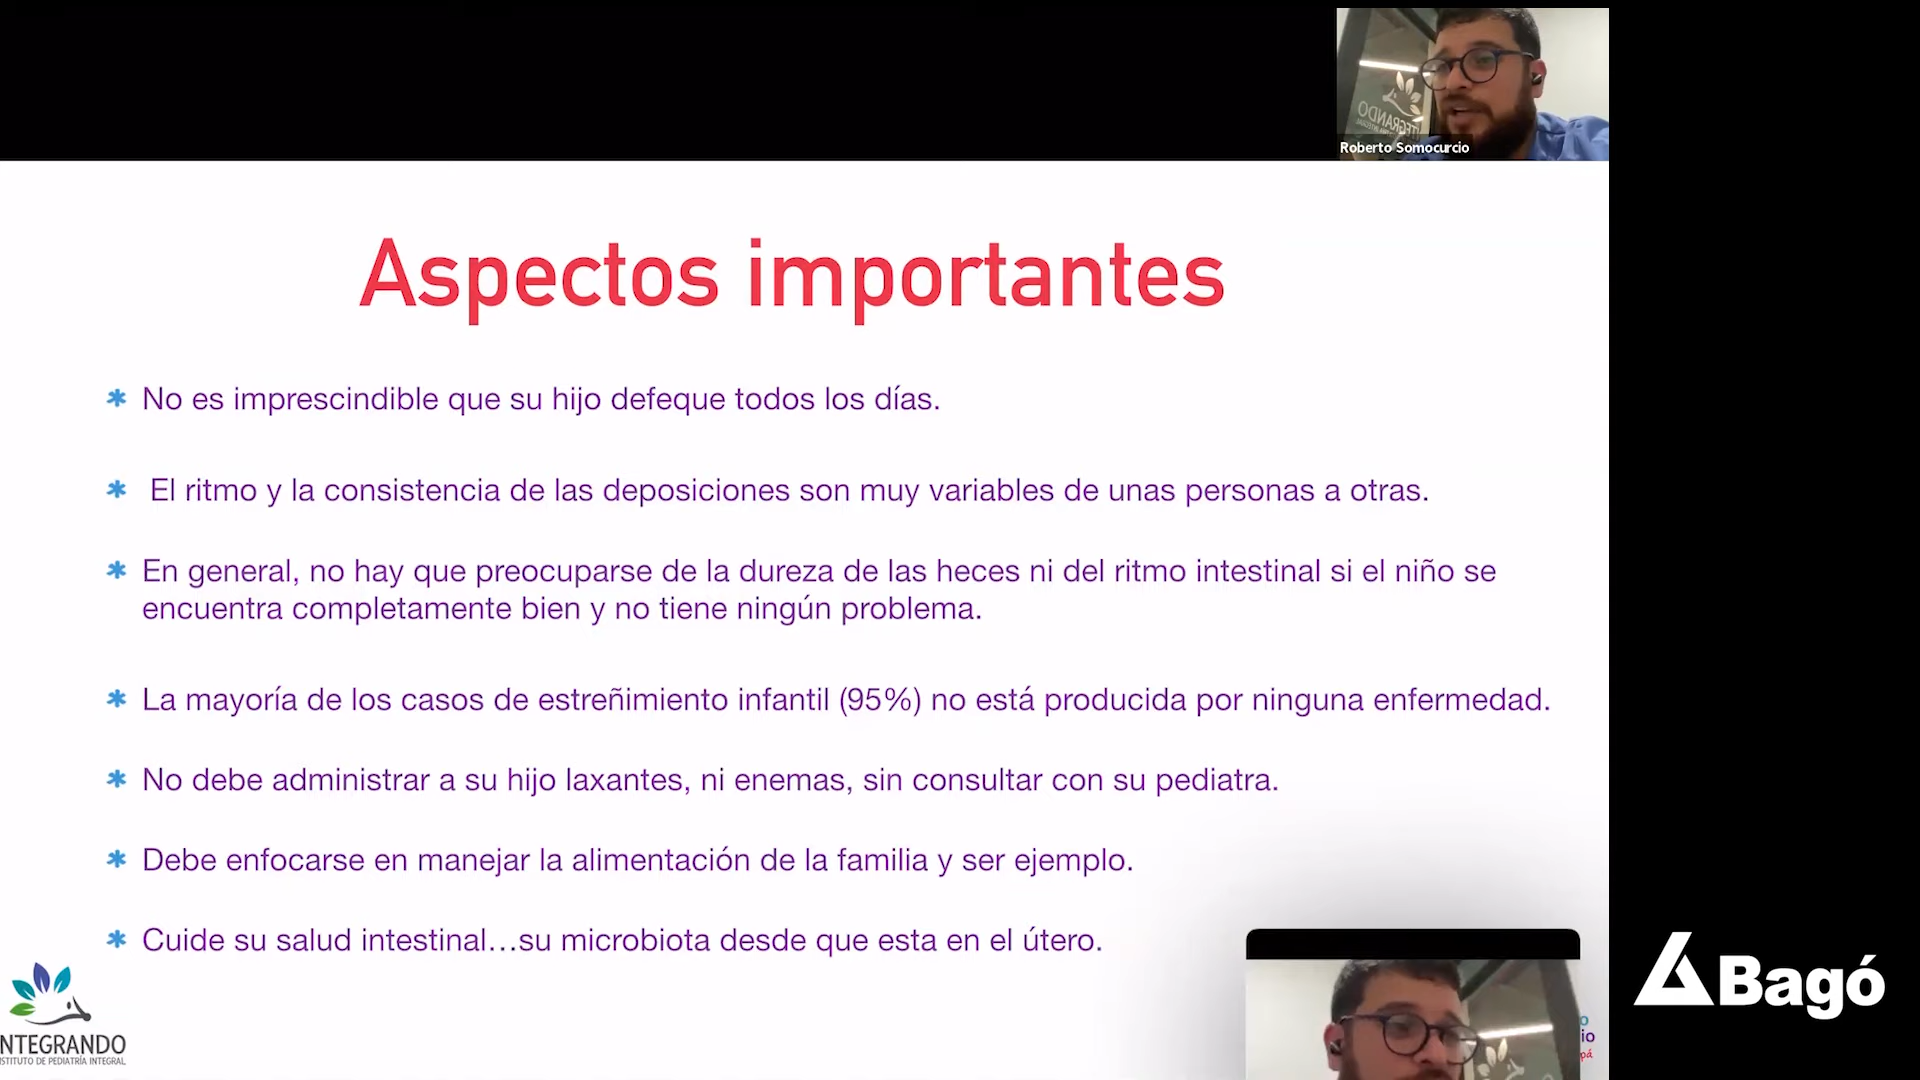 INTEGRANDO
Roberto Somocurcio
Aspectos importantes
* No es imprescindible que su hijo defeque todos los días.
* El ritmo y la consistencia de las deposiciones son muy variables de unas personas a otras.
* En general, no hay que preocuparse de la dureza de las heces ni del ritmo intestinal si el niño se
encuentra completamente bien y no tiene ningún problema.
* La mayoría de los casos de estreñimiento infantil (95%) no está producida por ninguna enfermedad.
* No debe administrar a su hijo laxantes, ni enemas, sin consultar con su pediatra.
* Debe enfocarse en manejar la alimentación de la familia y ser ejemplo.
* Cuide su salud intestinal...su microbiota desde que esta en el útero.
NTEGRANDO
STITUTO DE PEDIATRÍA INTEGRAL
Bagó